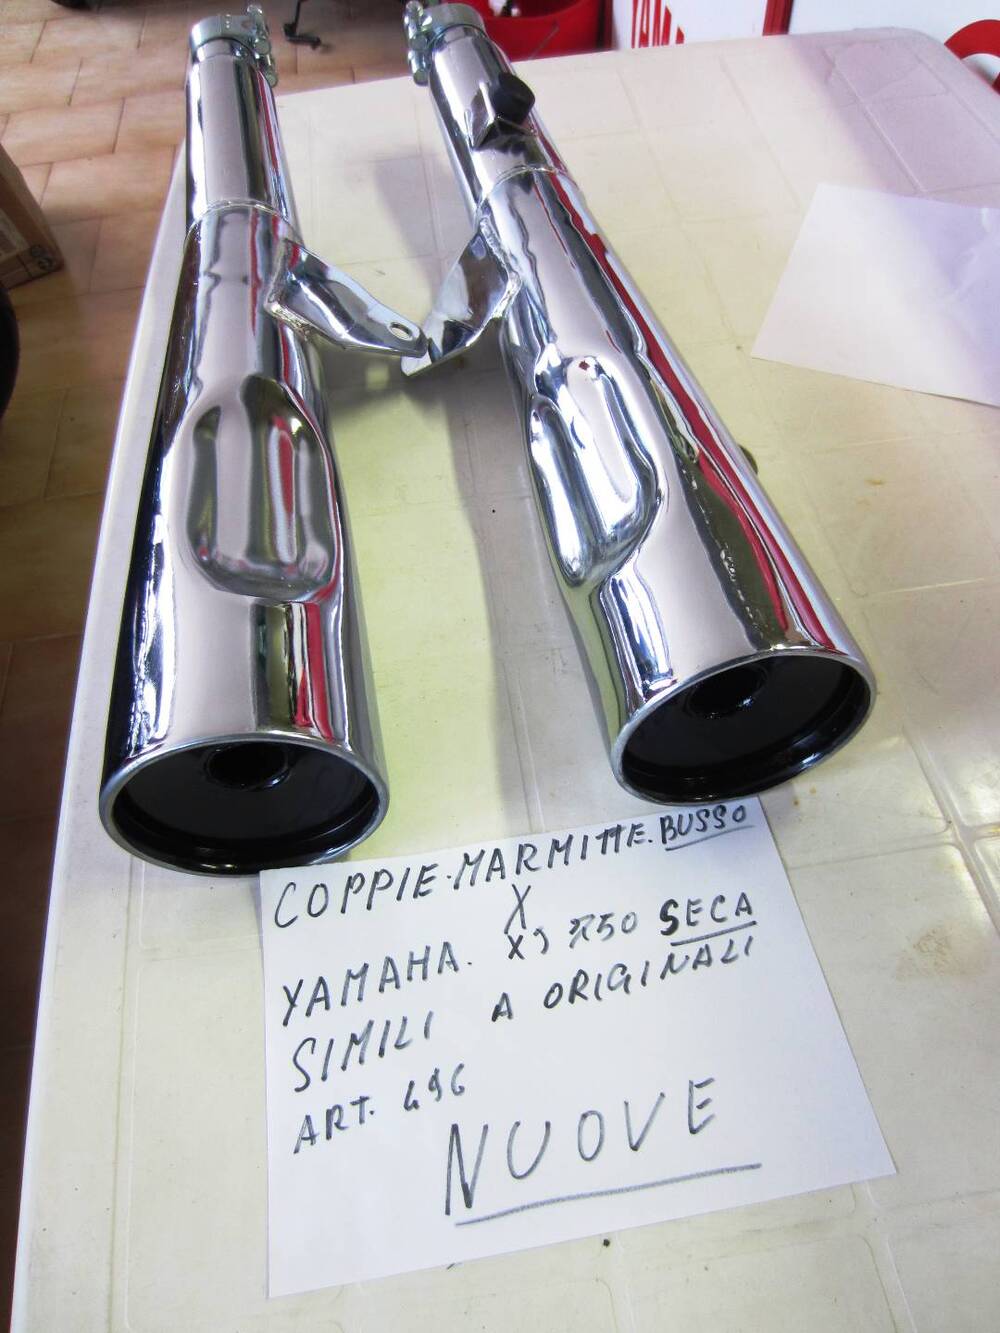 COPPIE. MARMITTE. BUSSO
X
YAMAHA. XJ 750 SECA
SIMILI A ORIGINALI
ART. 496
NUOVE